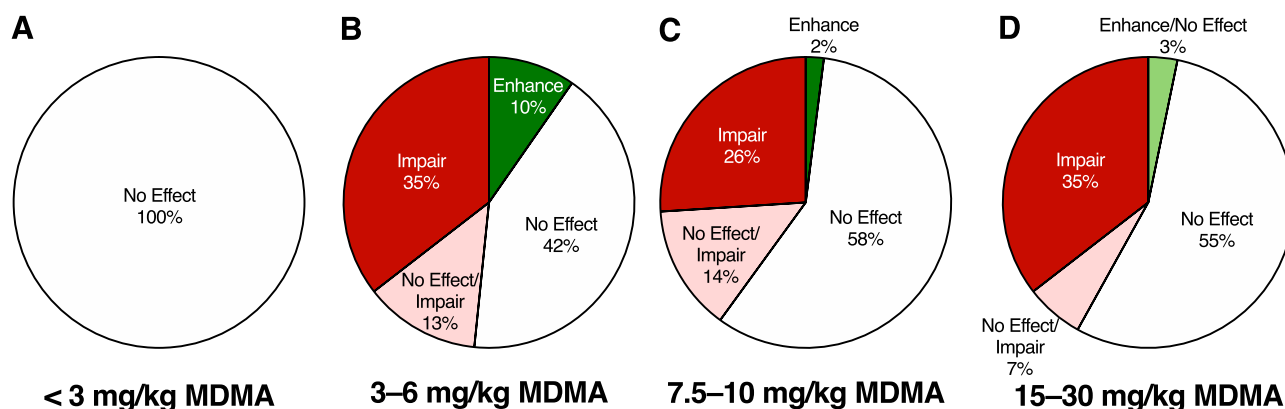 A
No Effect
100%
< 3 mg/kg MDMA
B
Enhance
10%
No Effect
42%
No Effect/
Impair
13%
Impair
35%
3–6 mg/kg MDMA
C
Enhance
2%
No Effect
58%
No Effect/
Impair
14%
Impair
26%
7.5–10 mg/kg MDMA
D
Enhance/No Effect
3%
No Effect
55%
No Effect/
Impair
7%
Impair
35%
15–30 mg/kg MDMA